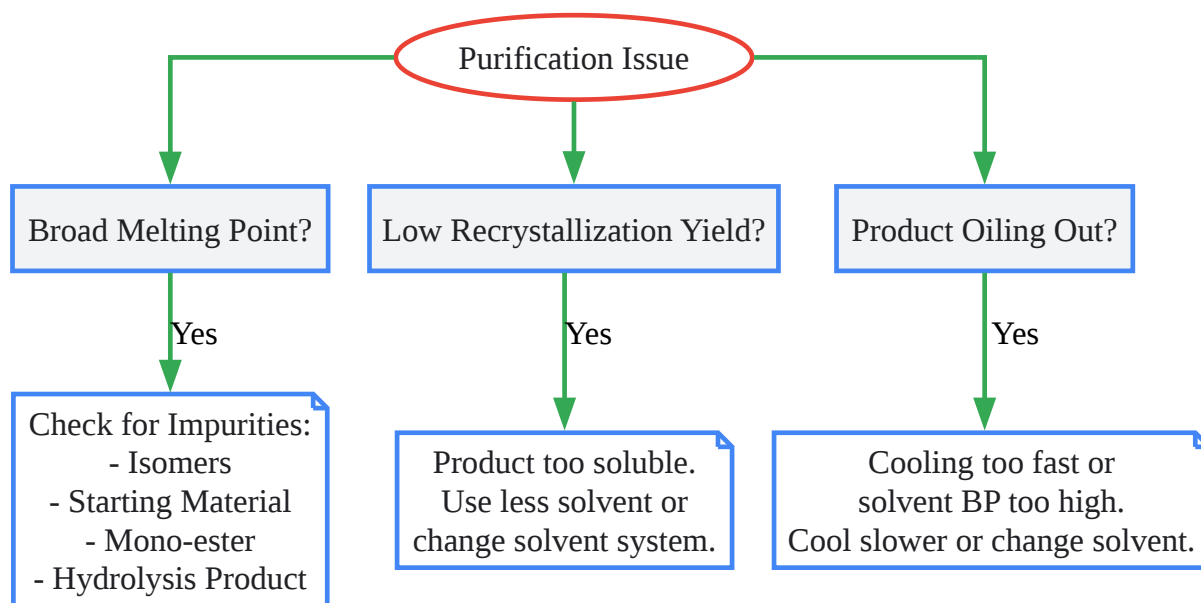 Purification Issue
Broad Melting Point?
Low Recrystallization Yield?
Product Oiling Out?
Yes
Yes
Yes
Check for Impurities:
- Isomers
- Starting Material
- Mono-ester
- Hydrolysis Product
Product too soluble.
Use less solvent or
change solvent system.
Cooling too fast or
solvent BP too high.
Cool slower or change solvent.